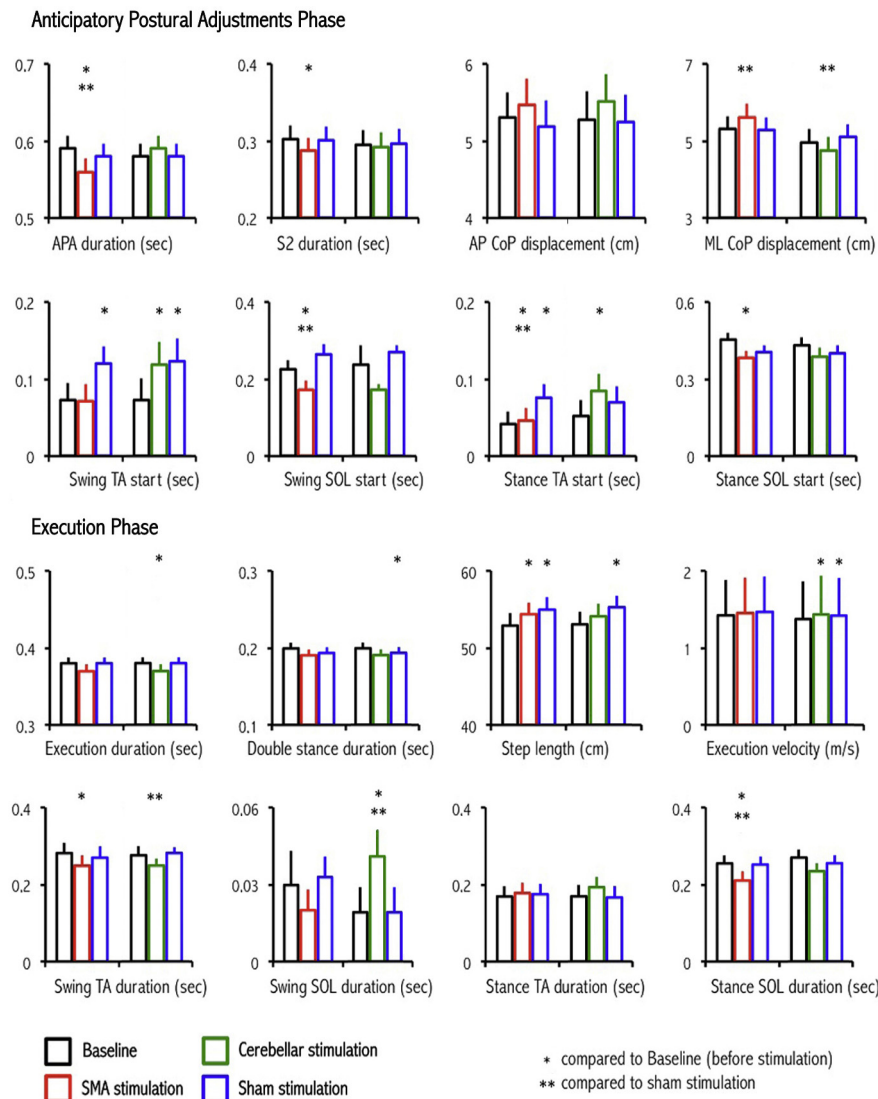 Anticipatory Postural Adjustments Phase
0.7 0.4 6 7
* * ** **
**
0.6 0.3 5 5
0.5 0.2 4 3
APA duration (sec) S2 duration (sec) AP CoP displacement (cm) ML CoP displacement (cm)
0.2 0.4 0.2 0.6
* * * * * * * *
** **
0.1 0.2 0.1 0.3
0 0 0 0
Swing TA start (sec) Swing SOL start (sec) Stance TA start (sec) Stance SOL start (sec)
Execution Phase
* * * * * * *
0.5 0.3 60 2
0.4 0.2 50 1
0.3 0.1 40 0
Execution duration (sec) Double stance duration (sec) Step length (cm) Execution velocity (m/s)
* ** * *
0.4 0.06 0.4 0.4
** **
0.2 0.03 0.2 0.2
0 0 0 0
Swing TA duration (sec) Swing SOL duration (sec) Stance TA duration (sec) Stance SOL duration (sec)
Baseline Cerebellar stimulation
SMA stimulation Sham stimulation
* compared to Baseline (before stimulation)
** compared to sham stimulation